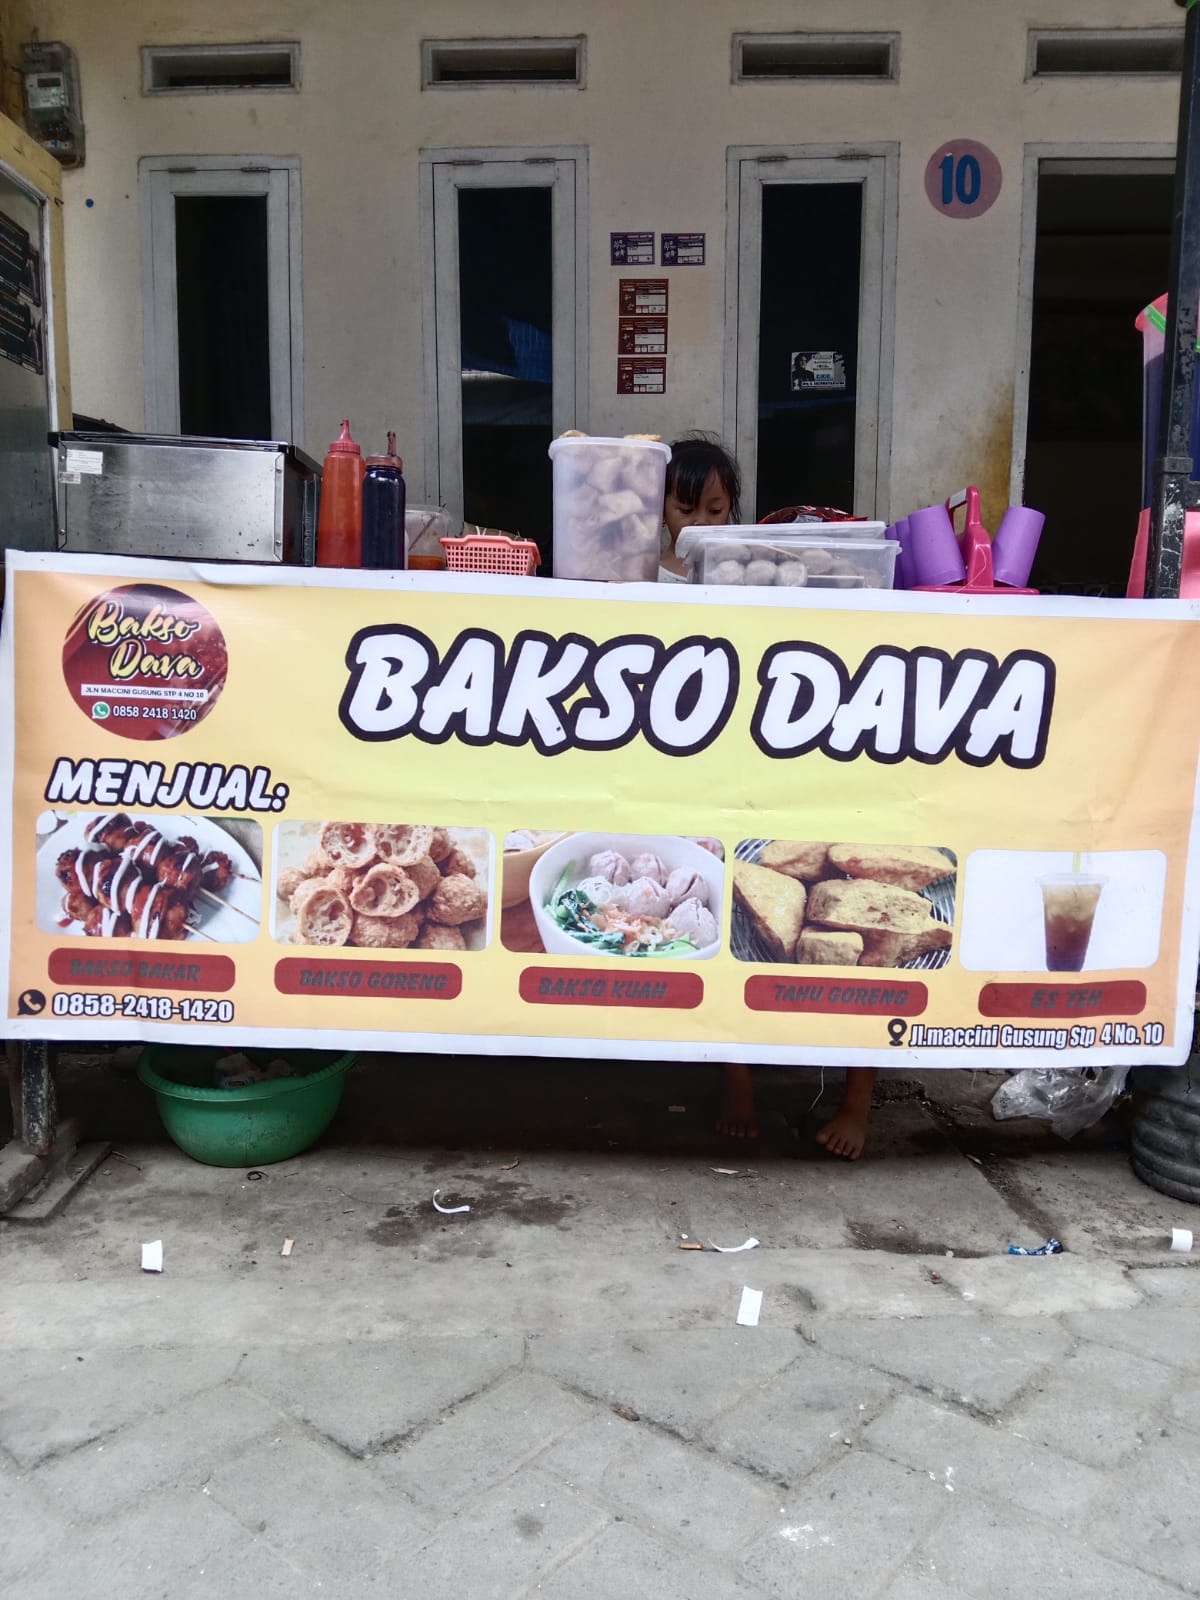 10
Bakso
Dava
JLN MACCINI GUSUNG STP 4 NO 10
0858 2418 1420
BAKSO DAVA
MENJUAL:
BAKSO BAKAR
BAKSO GORENG
BAKSO KUAH
TAHU GORENG
ES TEH
0858-2418-1420
Jl.maccini Gusung Stp 4 No. 10